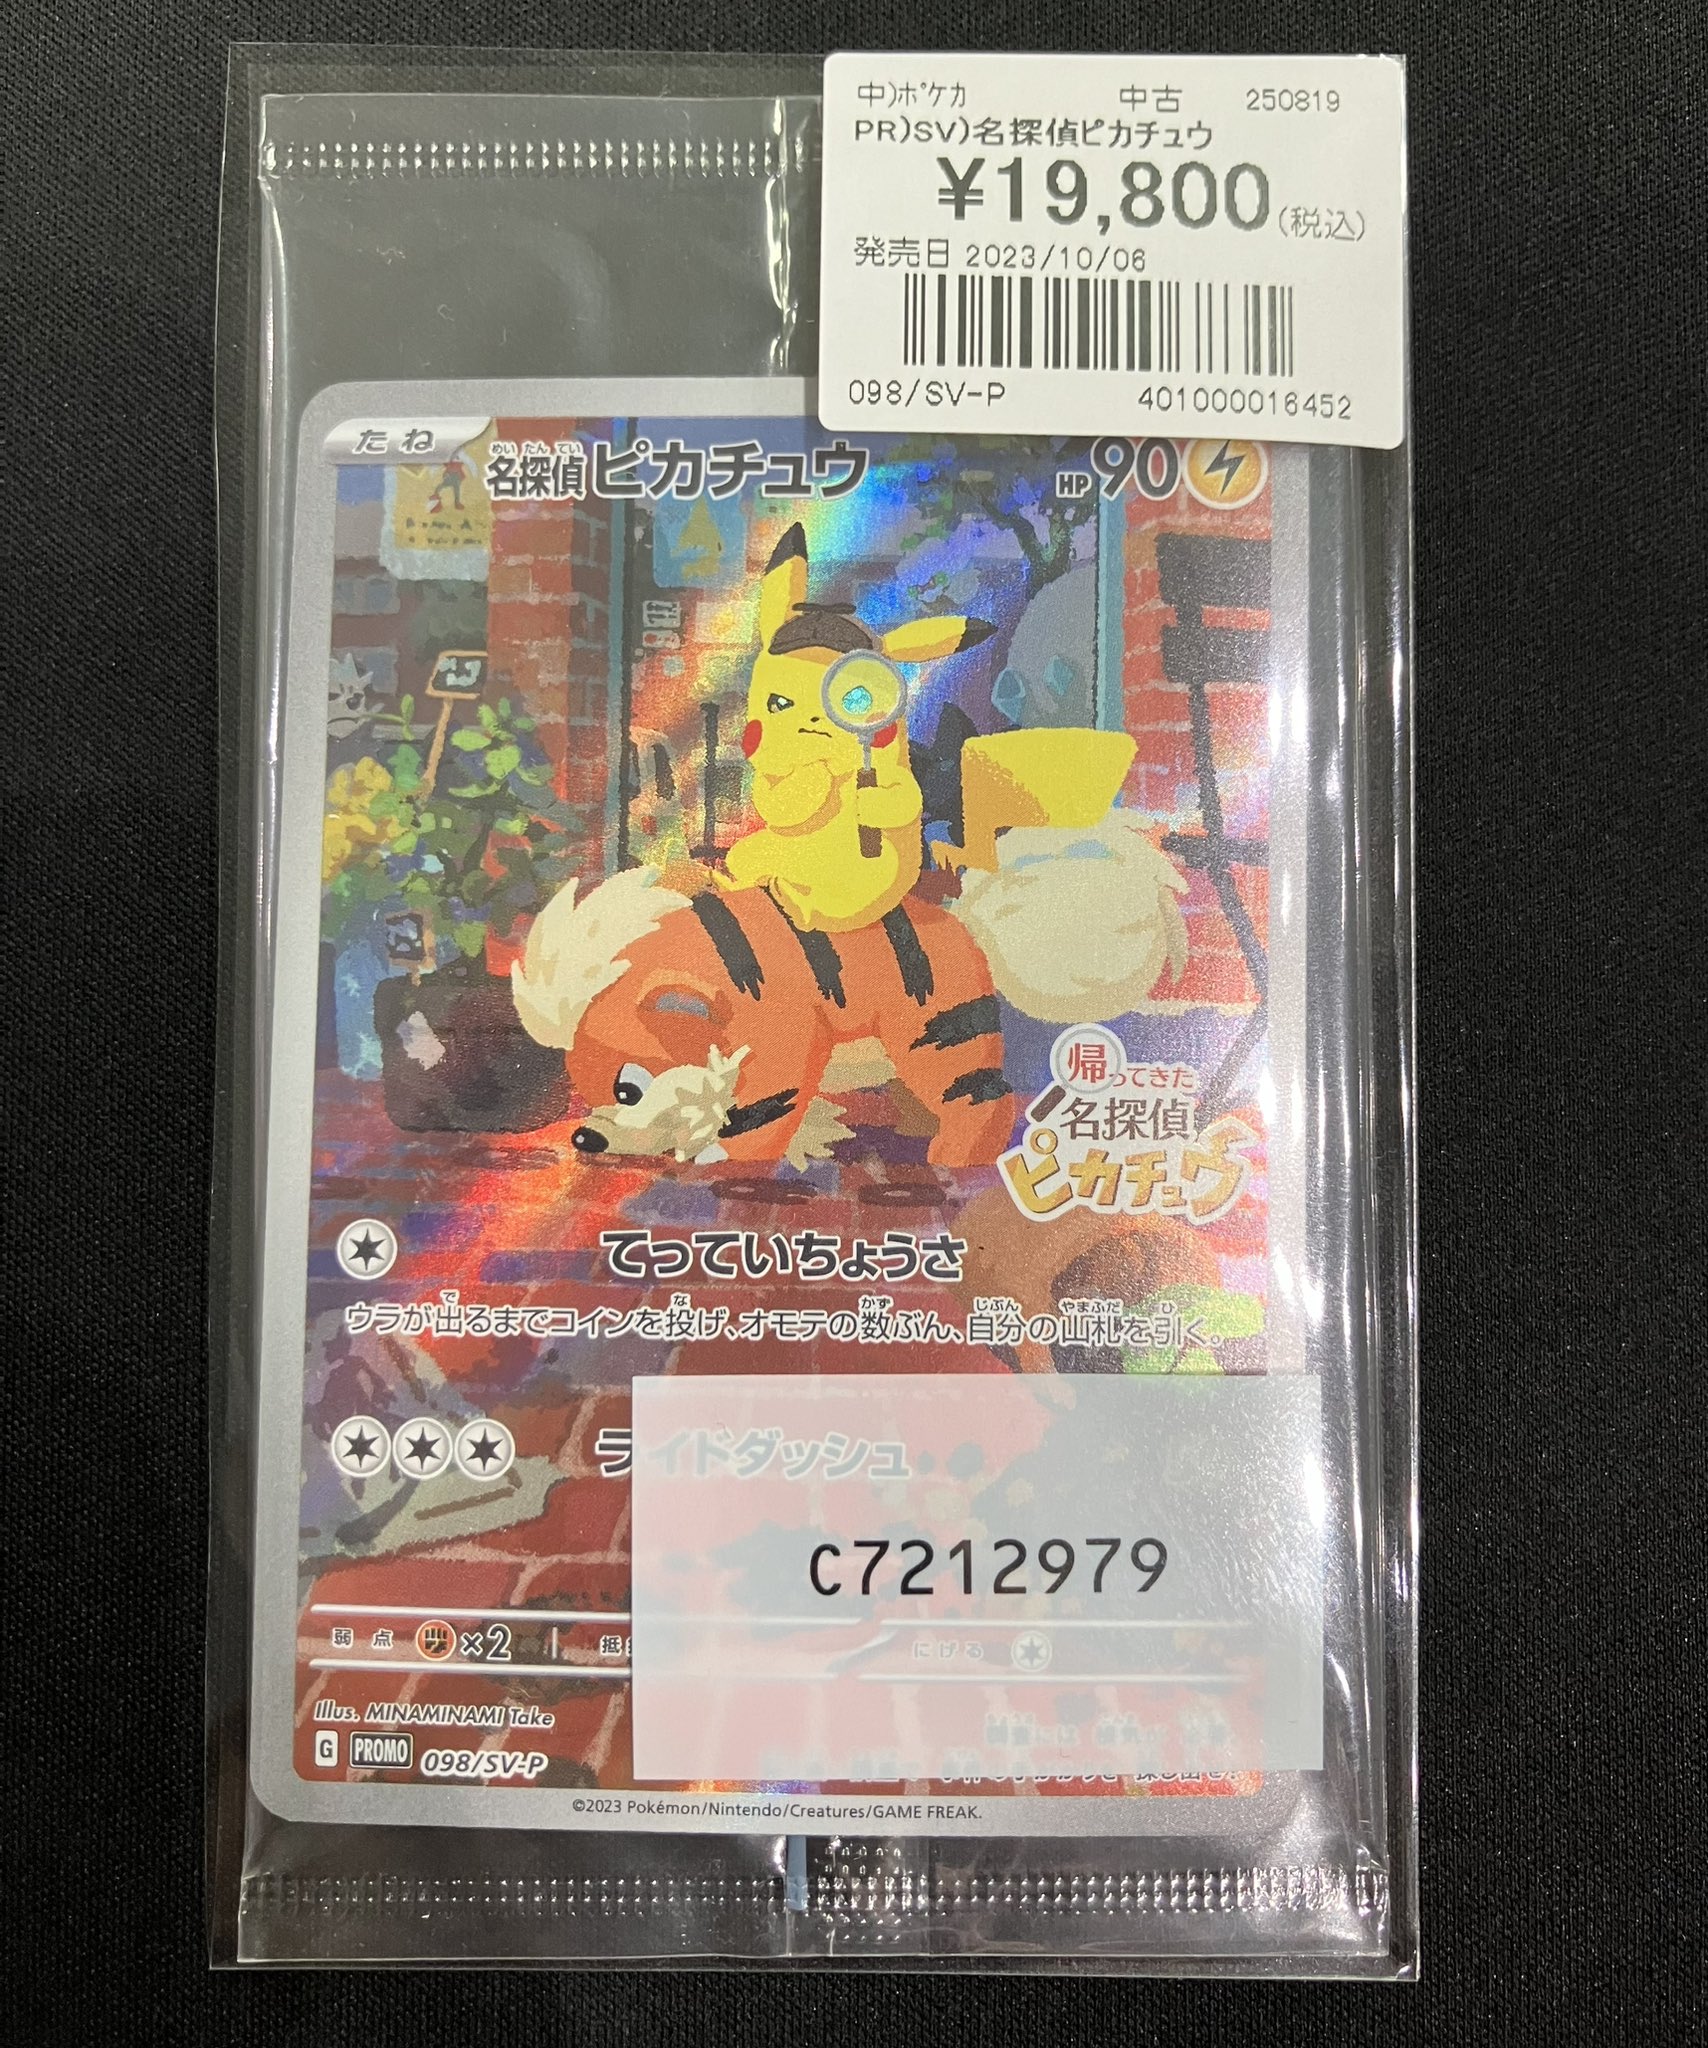 中)ﾎﾟｹｶ 中古 250819
PR)SV)名探偵ピカチュウ
¥19,800(税込)
発売日 2023/10/06
098/SV-P 401000016452
たね
めいたんてい
名探偵ピカチュウ HP90
帰ってきた
名探偵
ピカチュウ
てっていちょうさ
で な かず じぶん やまふだ ひ
ウラが出るまでコインを投げ、オモテの数ぶん、自分の山札を引く。
ライドダッシュ
C7212979
弱点 ×2 抵 にげる
Illus. MINAMINAMI Take
G PROMO 098/SV-P
©2023 Pokémon/Nintendo/Creatures/GAME FREAK.